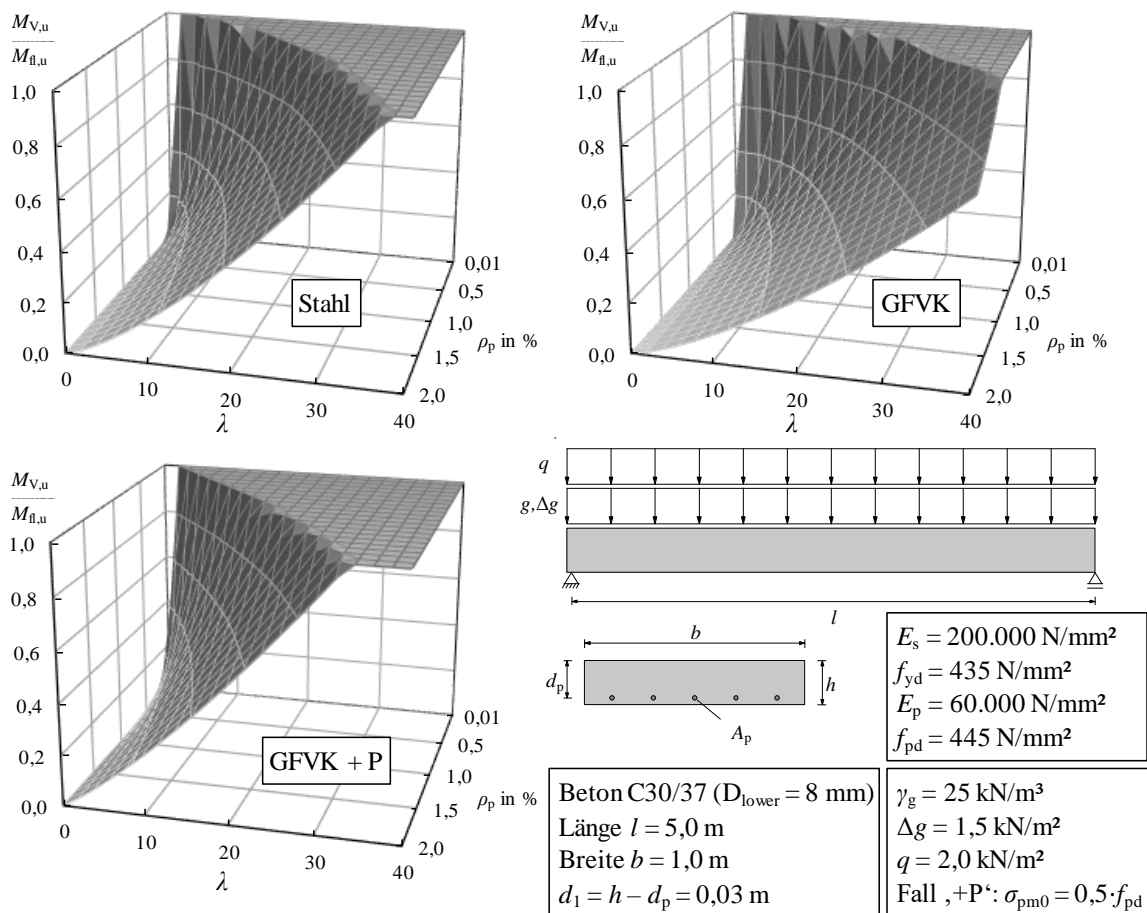 M_V,u
M_fl,u
1,0
0,8
0,6
0,4
0,2
0,0
0
10
20
30
40
λ
0,01
0,5
1,0
1,5
2,0
ρ_p in %
Stahl
M_V,u
M_fl,u
1,0
0,8
0,6
0,4
0,2
0,0
0
10
20
30
40
λ
0,01
0,5
1,0
1,5
2,0
ρ_p in %
GFVK
M_V,u
M_fl,u
1,0
0,8
0,6
0,4
0,2
0,0
0
10
20
30
40
λ
0,01
0,5
1,0
1,5
2,0
ρ_p in %
GFVK + P
q
g,Δg
l
b
d_p
h
A_p
E_s = 200.000 N/mm²
f_yd = 435 N/mm²
E_p = 60.000 N/mm²
f_pd = 445 N/mm²
Beton C30/37 (D_lower = 8 mm)
Länge l = 5,0 m
Breite b = 1,0 m
d_1 = h – d_p = 0,03 m
γ_g = 25 kN/m³
Δg = 1,5 kN/m²
q = 2,0 kN/m²
Fall ‚+P‘: σ_pm0 = 0,5·f_pd